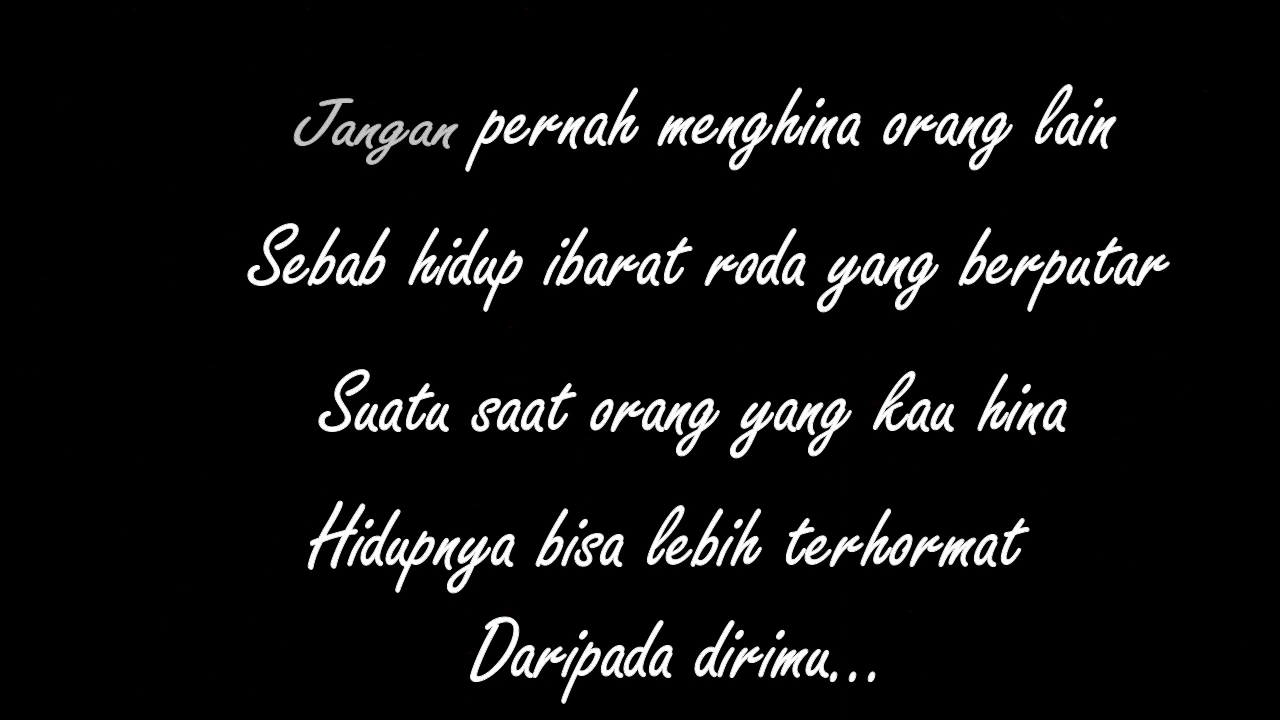 Jangan pernah menghina orang lain
Sebab hidup ibarat roda yang berputar
Suatu saat orang yang kau hina
Hidupnya bisa lebih terhormat
Daripada dirimu...